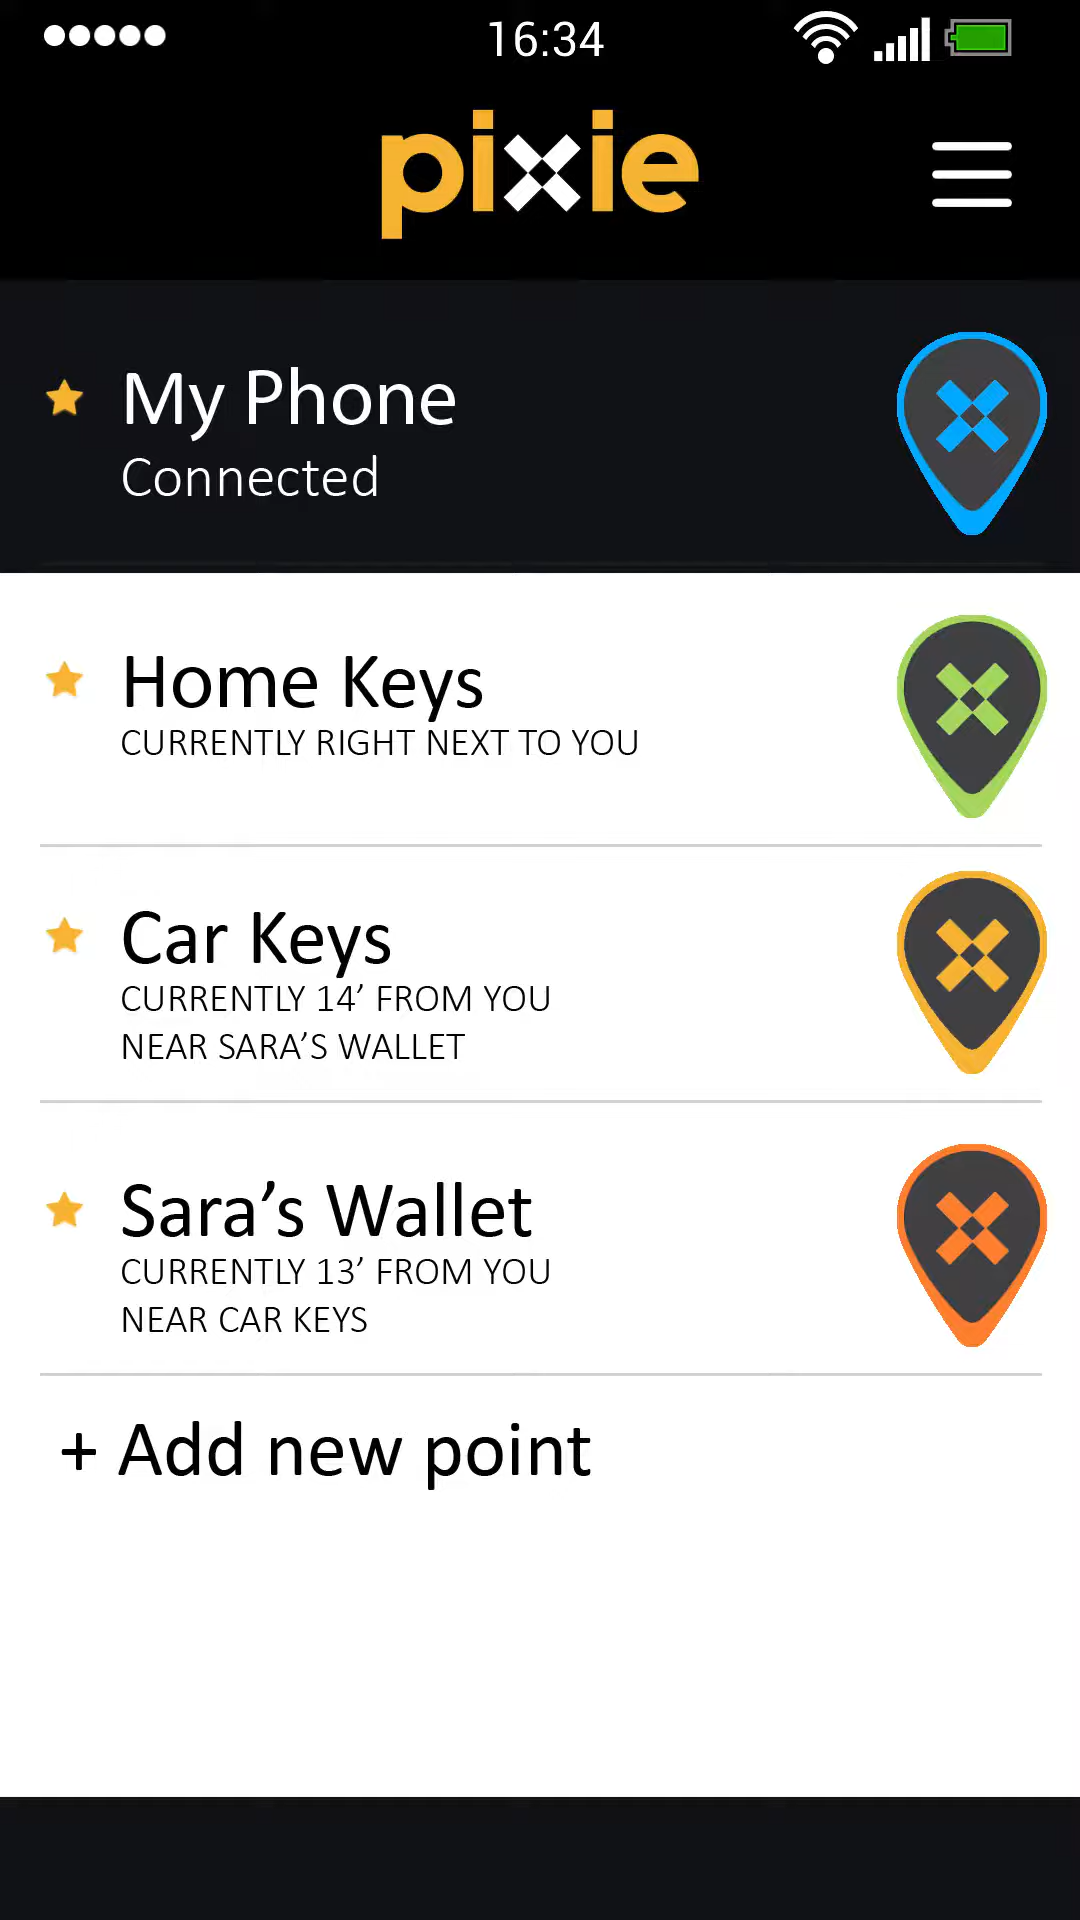 16:34
pixie
My Phone
Connected
Home Keys
CURRENTLY RIGHT NEXT TO YOU
Car Keys
CURRENTLY 14’ FROM YOU
NEAR SARA’S WALLET
Sara’s Wallet
CURRENTLY 13’ FROM YOU
NEAR CAR KEYS
+ Add new point